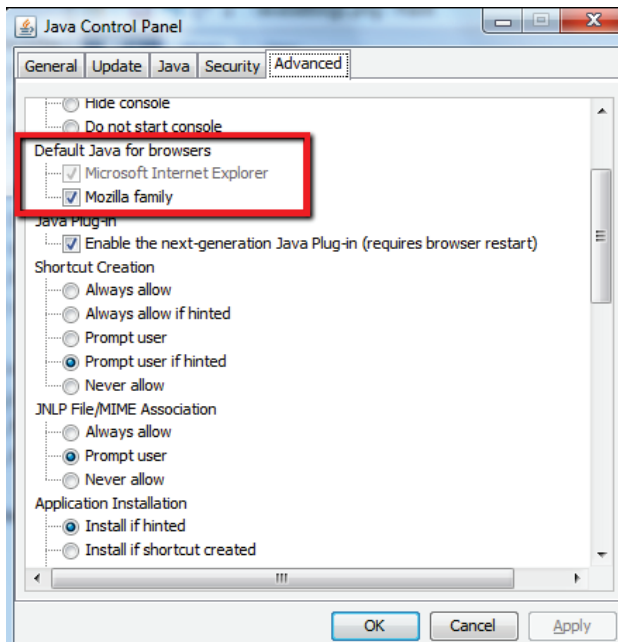 Java Control Panel
General Update Java Security Advanced
Hide console
Do not start console
Default Java for browsers
Microsoft Internet Explorer
Mozilla family
Java Plug-in
Enable the next-generation Java Plug-in (requires browser restart)
Shortcut Creation
Always allow
Always allow if hinted
Prompt user
Prompt user if hinted
Never allow
JNLP File/MIME Association
Always allow
Prompt user
Never allow
Application Installation
Install if hinted
Install if shortcut created
OK Cancel Apply